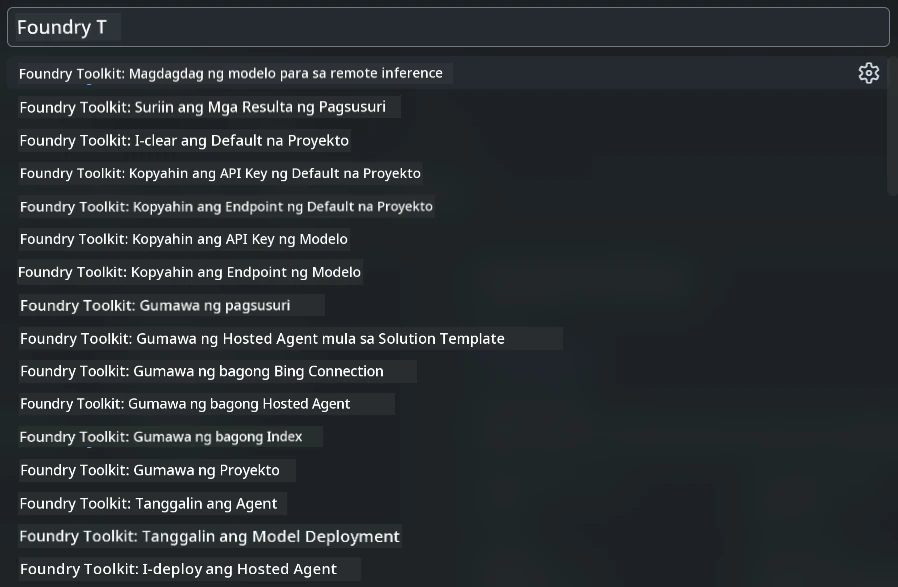 Foundry T
Foundry Toolkit: Magdagdag ng modelo para sa remote inference
Foundry Toolkit: Suriin ang Mga Resulta ng Pagsusuri
Foundry Toolkit: I-clear ang Default na Proyekto
Foundry Toolkit: Kopyahin ang API Key ng Default na Proyekto
Foundry Toolkit: Kopyahin ang Endpoint ng Default na Proyekto
Foundry Toolkit: Kopyahin ang API Key ng Modelo
Foundry Toolkit: Kopyahin ang Endpoint ng Modelo
Foundry Toolkit: Gumawa ng pagsusuri
Foundry Toolkit: Gumawa ng Hosted Agent mula sa Solution Template
Foundry Toolkit: Gumawa ng bagong Bing Connection
Foundry Toolkit: Gumawa ng bagong Hosted Agent
Foundry Toolkit: Gumawa ng bagong Index
Foundry Toolkit: Gumawa ng Proyekto
Foundry Toolkit: Tanggalin ang Agent
Foundry Toolkit: Tanggalin ang Model Deployment
Foundry Toolkit: I-deploy ang Hosted Agent